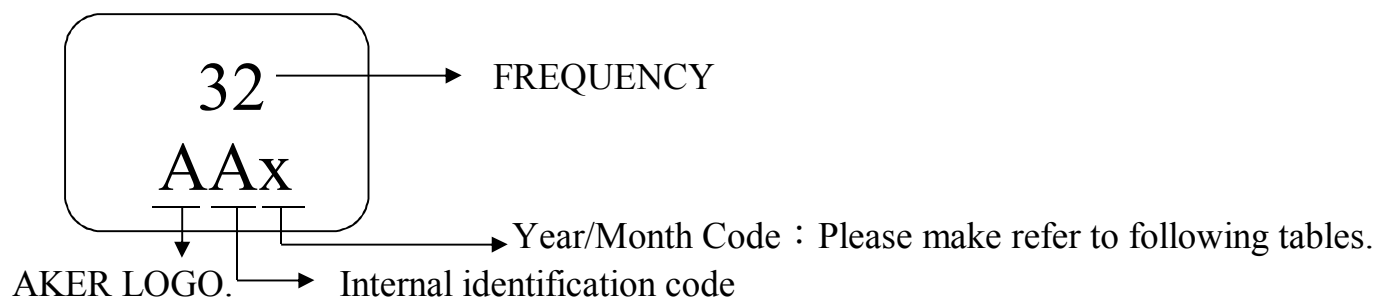 32
FREQUENCY
AAx
Year/Month Code：Please make refer to following tables.
AKER LOGO.
Internal identification code